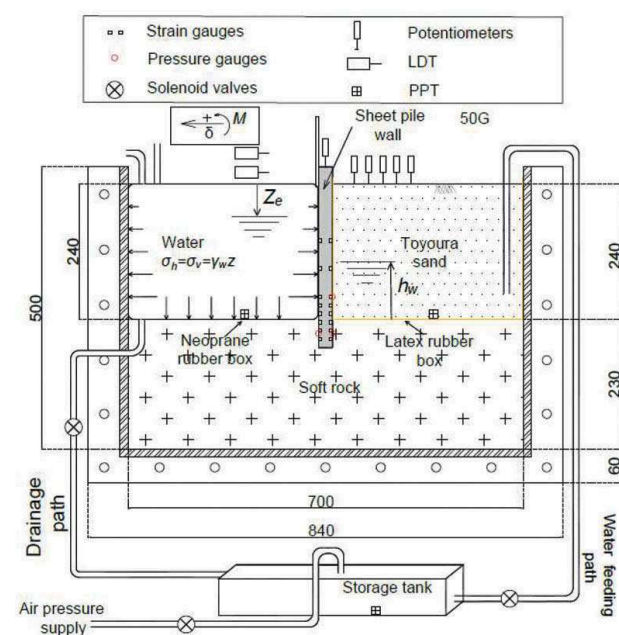 Strain gauges
Potentiometers
Pressure gauges
LDT
Solenoid valves
PPT
+
δ
M
Sheet pile
wall
50G
Ze
Water
σh=σv=γwz
Toyoura
sand
hw
240
500
240
230
60
Neoprane
rubber box
Latex rubber
box
Soft rock
700
840
Drainage
path
Water feeding
path
Storage tank
Air pressure
supply